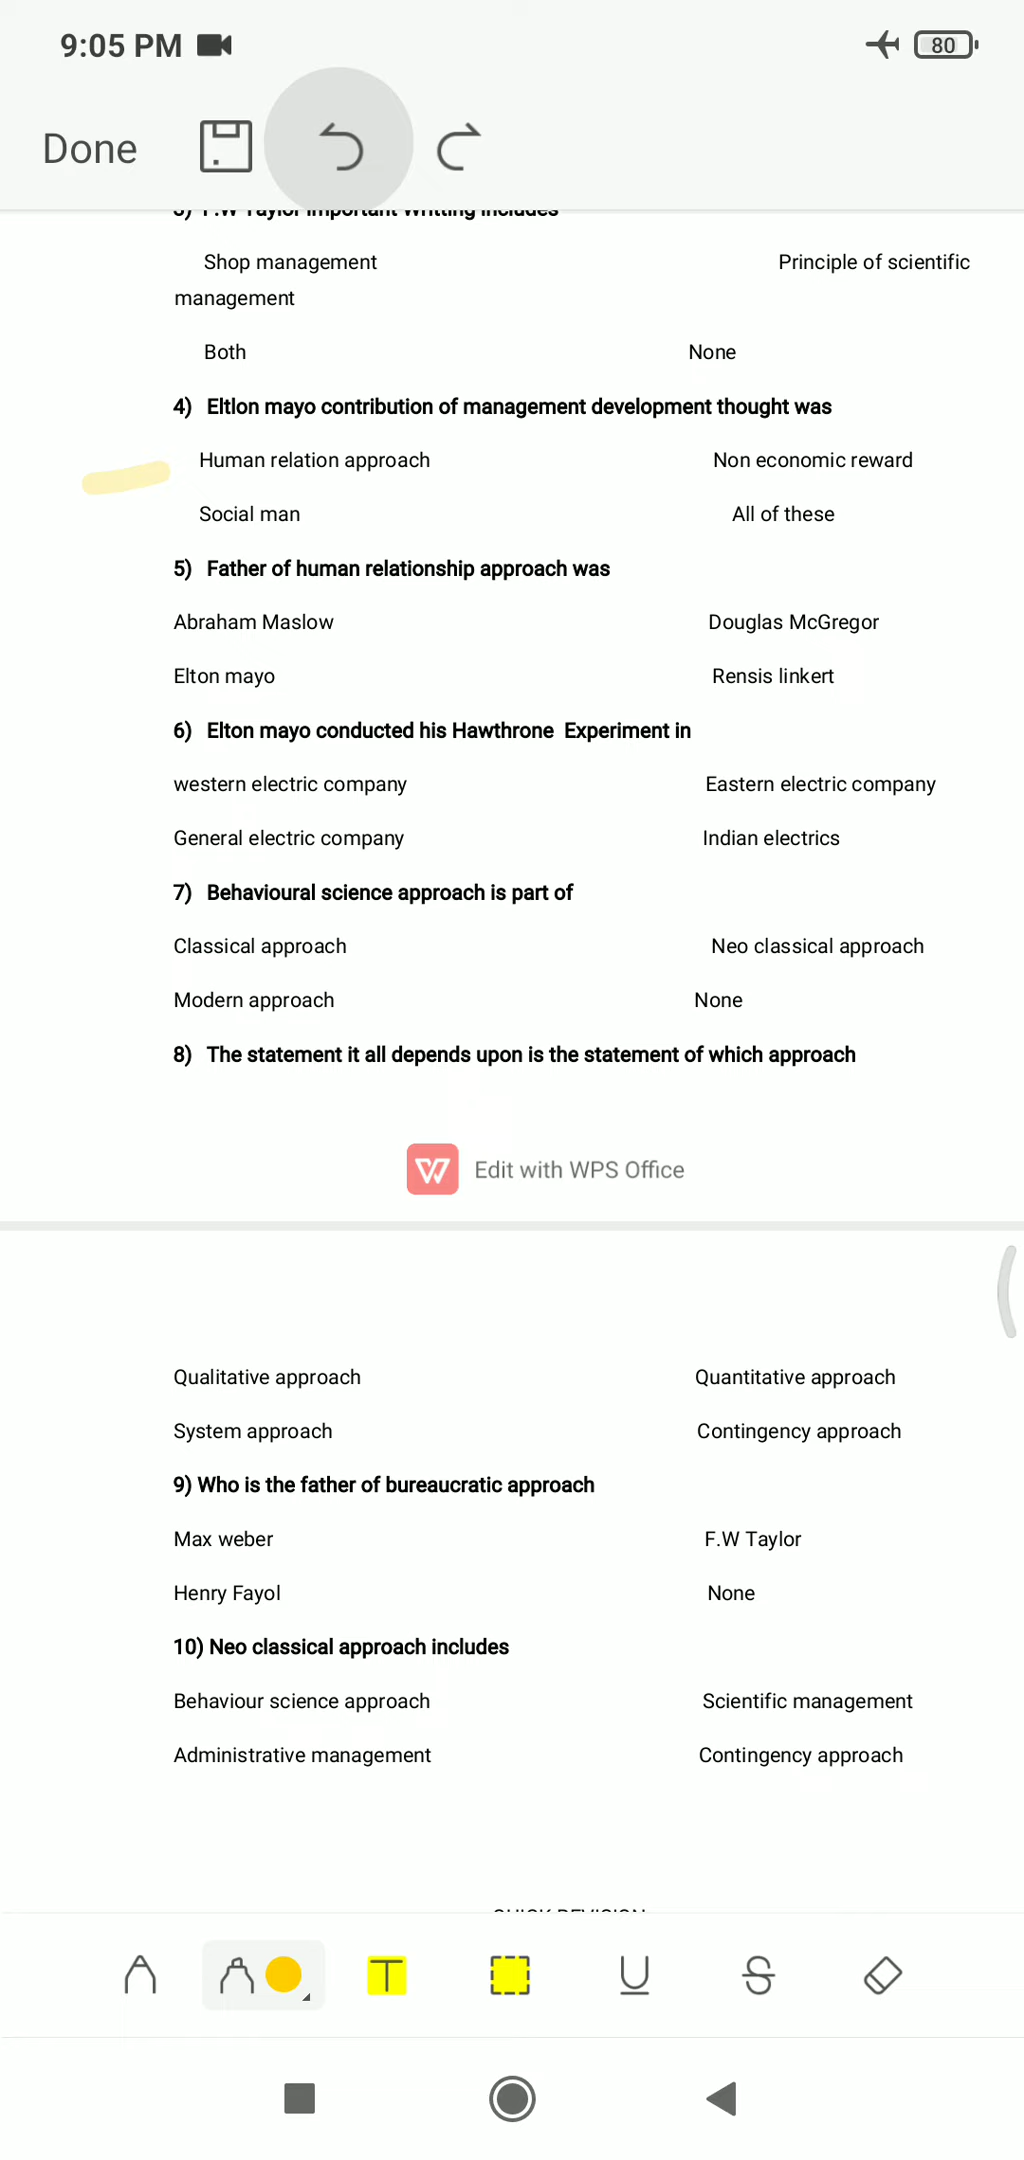 9:05 PM 80
Done
3) F.W Taylor important writting includes
Shop management Principle of scientific
management
Both None
4) Eltlon mayo contribution of management development thought was
Human relation approach Non economic reward
Social man All of these
5) Father of human relationship approach was
Abraham Maslow Douglas McGregor
Elton mayo Rensis linkert
6) Elton mayo conducted his Hawthrone Experiment in
western electric company Eastern electric company
General electric company Indian electrics
7) Behavioural science approach is part of
Classical approach Neo classical approach
Modern approach None
8) The statement it all depends upon is the statement of which approach
Edit with WPS Office
Qualitative approach Quantitative approach
System approach Contingency approach
9) Who is the father of bureaucratic approach
Max weber F.W Taylor
Henry Fayol None
10) Neo classical approach includes
Behaviour science approach Scientific management
Administrative management Contingency approach
QUICK REVISION